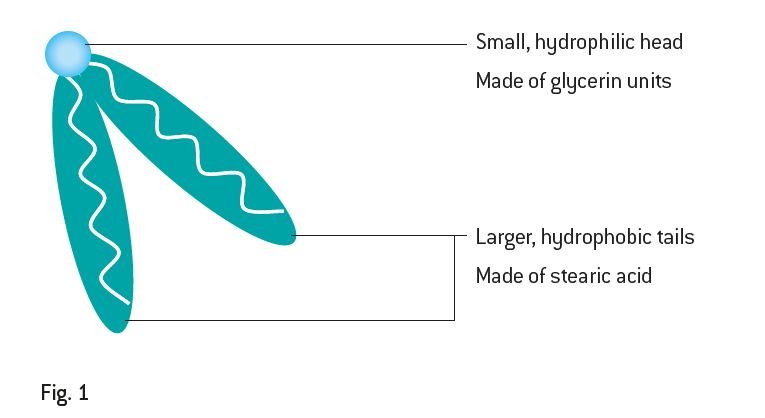 Small, hydrophilic head
Made of glycerin units
Larger, hydrophobic tails
Made of stearic acid
Fig. 1